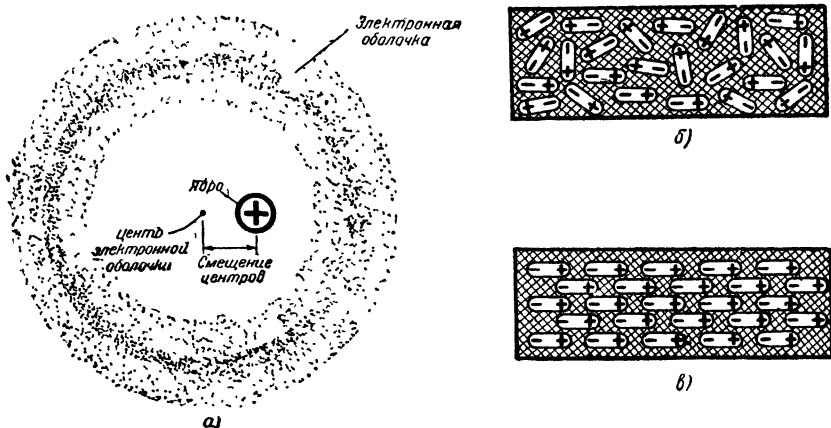 Электронная
оболочка
Ядро
центр
электронной
оболочки
Смещение
центров
а)
б)
в)